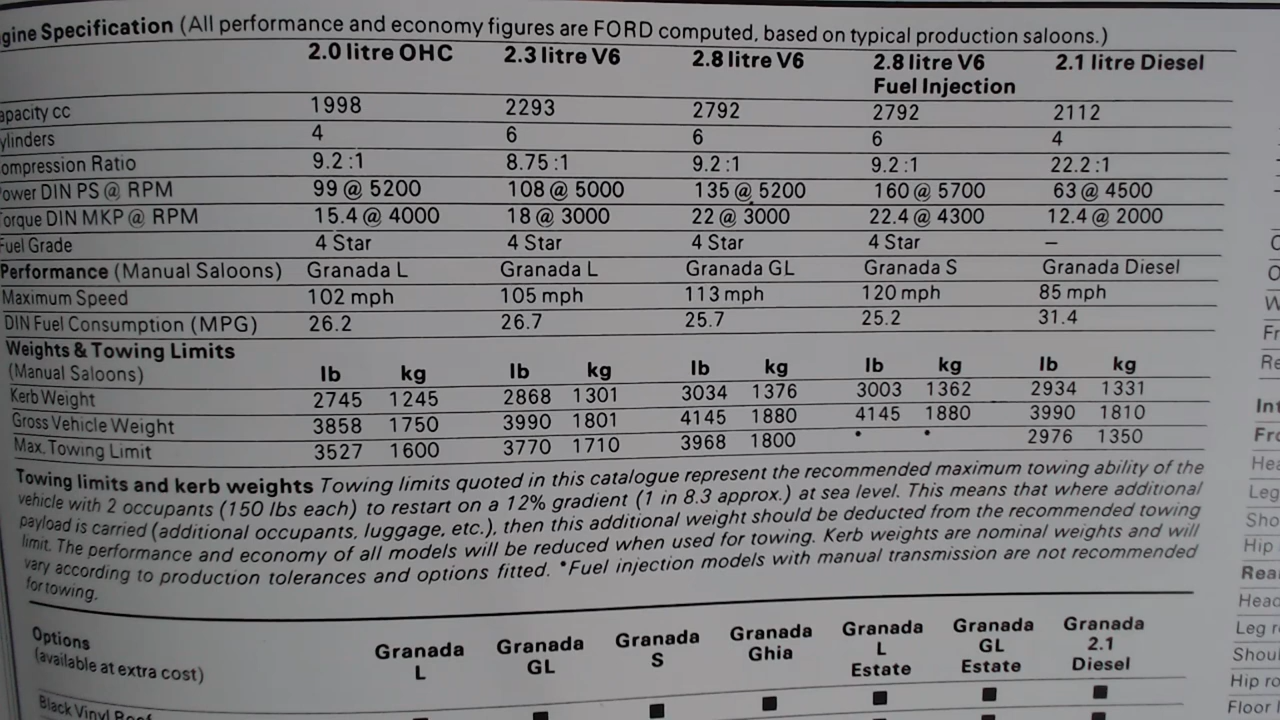 gine Specification (All performance and economy figures are FORD computed, based on typical production saloons.)
2.0 litre OHC 2.3 litre V6 2.8 litre V6 2.8 litre V6 Fuel Injection 2.1 litre Diesel
apacity cc 1998 2293 2792 2792 2112
ylinders 4 6 6 6 4
ompression Ratio 9.2:1 8.75:1 9.2:1 9.2:1 22.2:1
ower DIN PS @ RPM 99 @ 5200 108 @ 5000 135 @ 5200 160 @ 5700 63 @ 4500
orque DIN MKP @ RPM 15.4 @ 4000 18 @ 3000 22 @ 3000 22.4 @ 4300 12.4 @ 2000
Fuel Grade 4 Star 4 Star 4 Star 4 Star –
Performance (Manual Saloons) Granada L Granada L Granada GL Granada S Granada Diesel
Maximum Speed 102 mph 105 mph 113 mph 120 mph 85 mph
DIN Fuel Consumption (MPG) 26.2 26.7 25.7 25.2 31.4
Weights & Towing Limits
(Manual Saloons) lb kg lb kg lb kg lb kg lb kg
Kerb Weight 2745 1245 2868 1301 3034 1376 3003 1362 2934 1331
Gross Vehicle Weight 3858 1750 3990 1801 4145 1880 4145 1880 3990 1810
Max. Towing Limit 3527 1600 3770 1710 3968 1800 * * 2976 1350
Towing limits and kerb weights Towing limits quoted in this catalogue represent the recommended maximum towing ability of the
vehicle with 2 occupants (150 lbs each) to restart on a 12% gradient (1 in 8.3 approx.) at sea level. This means that where additional
payload is carried (additional occupants, luggage, etc.), then this additional weight should be deducted from the recommended towing
limit. The performance and economy of all models will be reduced when used for towing. Kerb weights are nominal weights and will
vary according to production tolerances and options fitted. *Fuel injection models with manual transmission are not recommended
for towing.
Options
(available at extra cost)
Granada L
Granada GL
Granada S
Granada Ghia
Granada L Estate
Granada GL Estate
Granada 2.1 Diesel
Black Vinyl Roof
O
W
Fr
Re
Int
Fro
Hea
Leg
Sho
Hip
Rea
Head
Leg r
Shoul
Hip ro
Floor